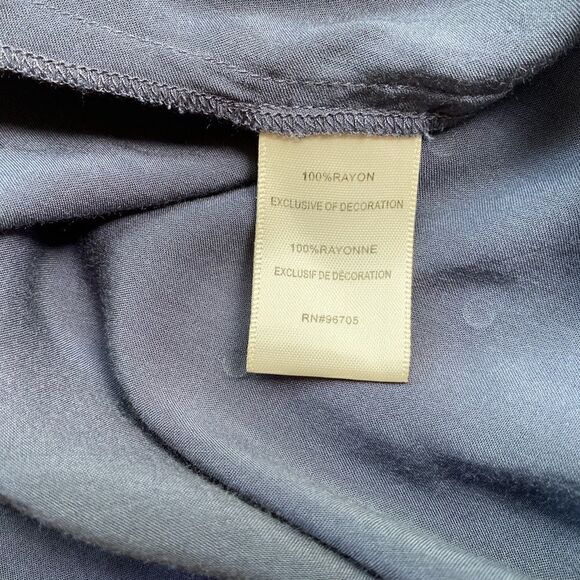 100%RAYON
EXCLUSIVE OF DECORATION
100%RAYONNE
EXCLUSIF DE DÉCORATION
RN#96705